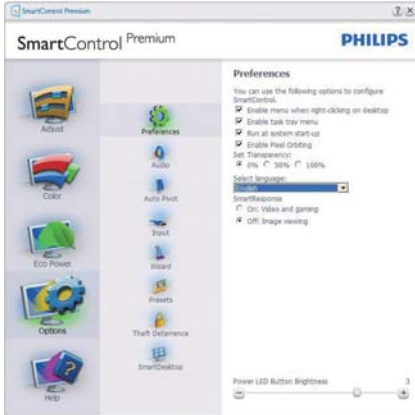 SmartControl Premium
SmartControl Premium
PHILIPS
Adjust
Color
Eco Power
Options
Help
Preferences
Audio
Auto Pivot
Input
Wizard
Presets
Theft Deterrence
SmartDesktop
Preferences
You can use the following options to configure
SmartControl.
Enable menu when right-clicking on desktop
Enable task tray menu
Run at system start-up
Enable Pixel Orbiting
Set Transparency:
0% 50% 100%
Select language:
English
SmartResponse
On: Video and gaming
Off: Image viewing
Power LED Button Brightness 3